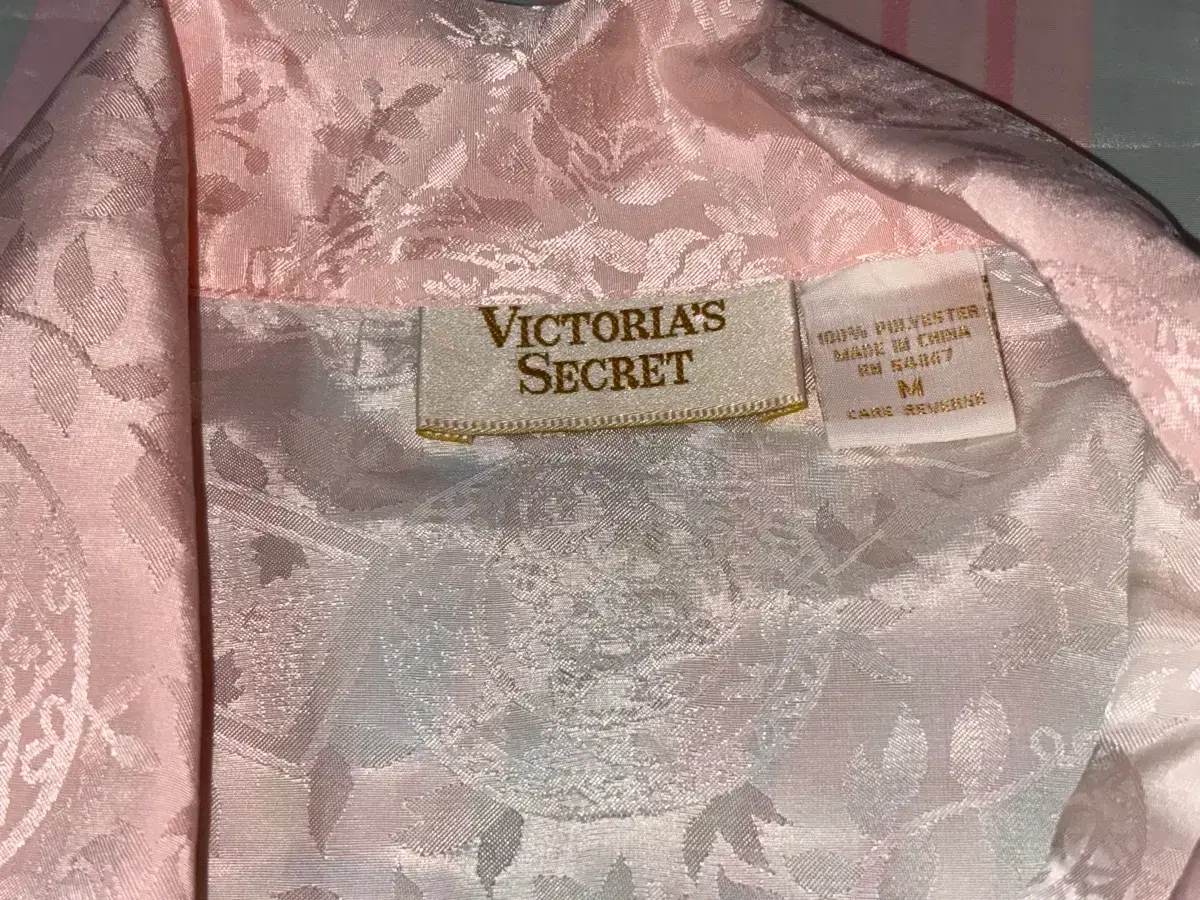 VICTORIA'S
SECRET
100% POLYESTER
MADE IN CHINA
RN 54867
M
CARE REVERSE